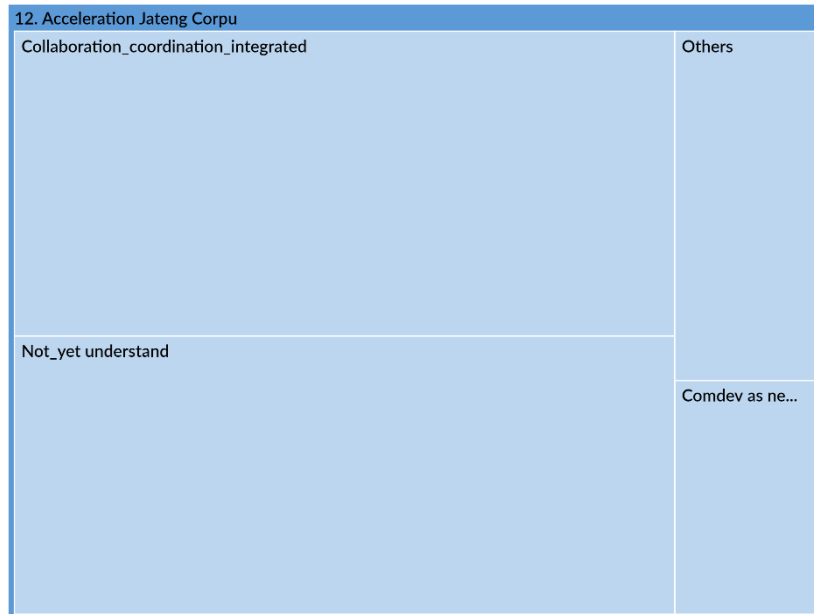 12. Acceleration Jateng Corpu
Collaboration_coordination_integrated
Others
Not_yet understand
Comdev as ne...